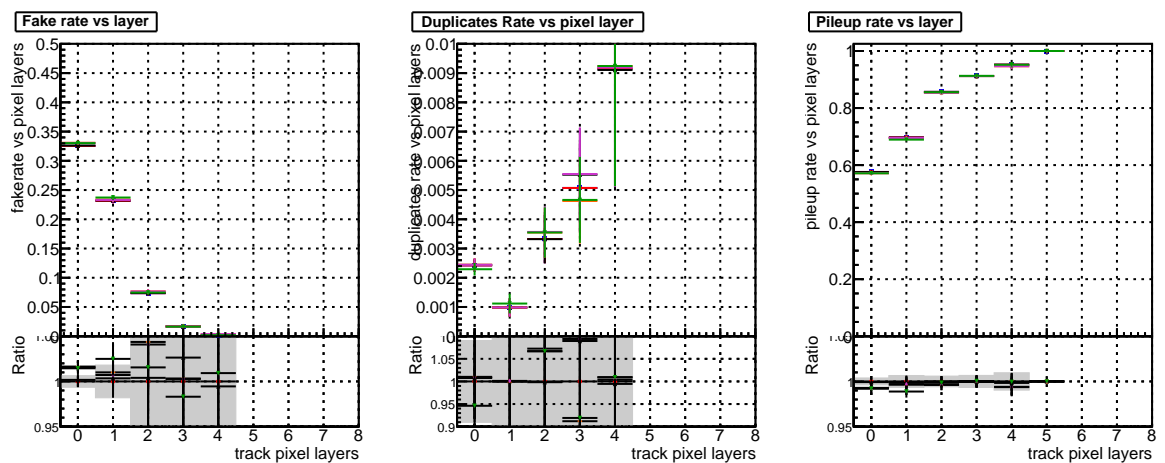 Fake rate vs layer
fakerate vs pixel layers
0.5
0.45
0.4
0.35
0.3
0.25
0.2
0.15
0.1
0.05
0
Ratio
1
0.95
0 1 2 3 4 5 6 7 8
track pixel layers
Duplicates Rate vs pixel layer
duplicates rate vs pixel layers
0.01
0.009
0.008
0.007
0.006
0.005
0.004
0.003
0.002
0.001
0
Ratio
1.05
1
0.95
0.9
0 1 2 3 4 5 6 7 8
track pixel layers
Pileup rate vs layer
pileup rate vs pixel layers
1
0.8
0.6
0.4
0.2
0
Ratio
1
0.95
0 1 2 3 4 5 6 7 8
track pixel layers